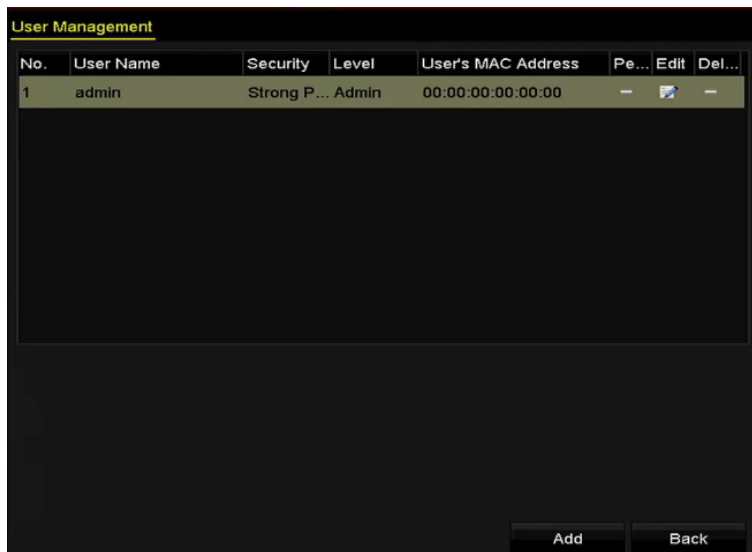 User Management
No. User Name Security Level User's MAC Address Pe... Edit Del...
1 admin Strong P... Admin 00:00:00:00:00:00 — —
Add Back